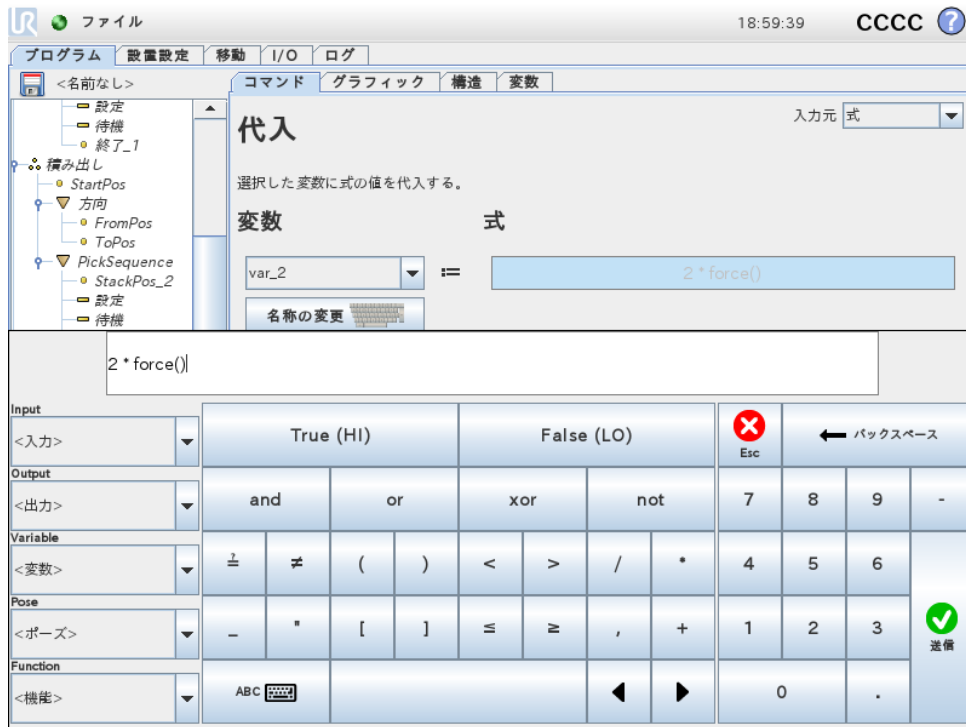 UR ファイル 18:59:39 CCCC ?
プログラム 設置設定 移動 I/O ログ
<名前なし> コマンド グラフィック 構造 変数
設定
待機
終了_1
積み出し
StartPos
方向
FromPos
ToPos
PickSequence
StackPos_2
設定
待機
代入
入力元 式
選択した変数に式の値を代入する。
変数 式
var_2 := 2 * force()
名称の変更
2 * force()
Input
<入力> True (HI) False (LO) Esc バックスペース
Output
<出力> and or xor not 7 8 9 -
Variable
<変数> ≟ ≠ ( ) < > / * 4 5 6
Pose
<ポーズ> _ " [ ] ≤ ≥ , + 1 2 3 送信
Function
<機能> ABC 0 .